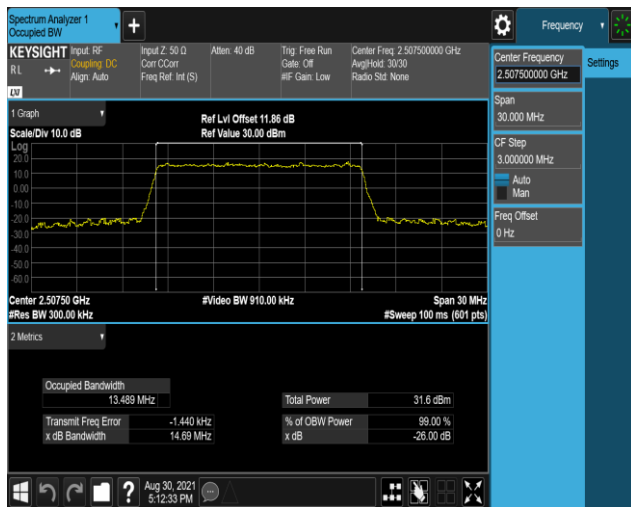 Spectrum Analyzer 1
Occupied BW
+
Frequency
KEYSIGHT
RL
LXI
Input: RF
Coupling: DC
Align: Auto
Input Z: 50 Ω
Corr CCorr
Freq Ref: Int (S)
Atten: 40 dB
Trig: Free Run
Gate: Off
#IF Gain: Low
Center Freq: 2.507500000 GHz
Avg|Hold: 30/30
Radio Std: None
Center Frequency
2.507500000 GHz
Settings
Span
30.000 MHz
CF Step
3.000000 MHz
Auto
Man
Freq Offset
0 Hz
1 Graph
Scale/Div 10.0 dB
Ref Lvl Offset 11.86 dB
Ref Value 30.00 dBm
Log
20.0
10.0
0.00
-10.0
-20.0
-30.0
-40.0
-50.0
-60.0
Center 2.50750 GHz
#Video BW 910.00 kHz
Span 30 MHz
#Res BW 300.00 kHz
#Sweep 100 ms (601 pts)
2 Metrics
Occupied Bandwidth
13.489 MHz
Total Power 31.6 dBm
Transmit Freq Error -1.440 kHz
% of OBW Power 99.00 %
x dB Bandwidth 14.69 MHz
x dB -26.00 dB
?
Aug 30, 2021
5:12:33 PM